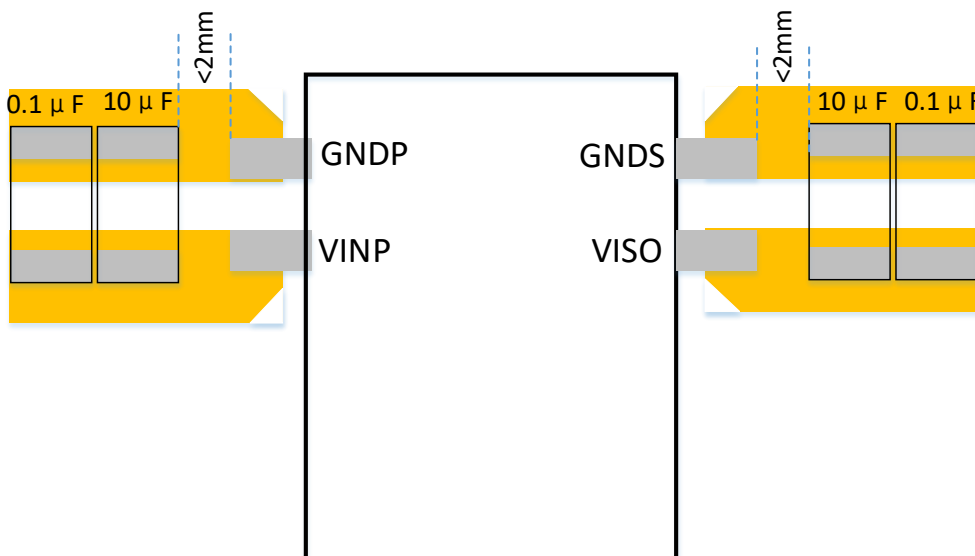 <2mm
<2mm
0.1 μ F 10 μ F
10 μ F 0.1 μ F
GNDP
GNDS
VINP
VISO